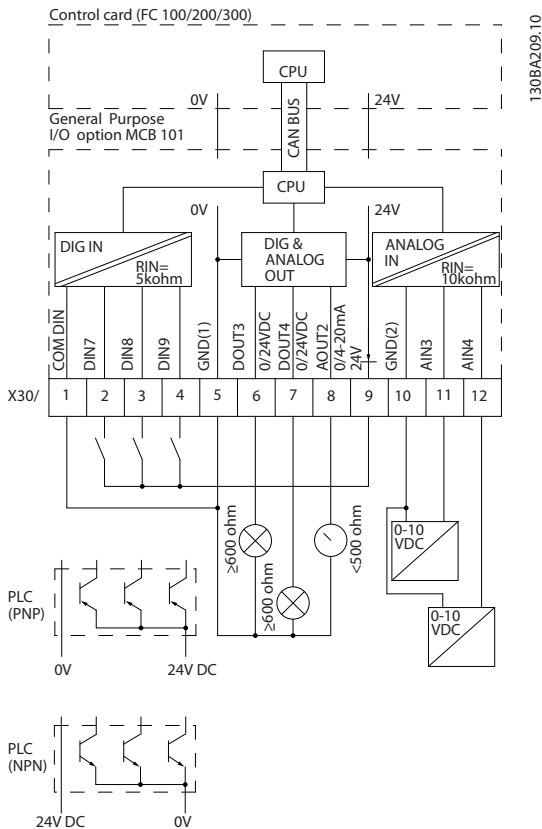 Control card (FC 100/200/300)
130BA209.10
CPU
0V
24V
CAN BUS
General Purpose
I/O option MCB 101
CPU
0V
24V
DIG IN
RIN=
5kohm
DIG &
ANALOG
OUT
ANALOG
IN
RIN=
10kohm
COM DIN
DIN7
DIN8
DIN9
GND(1)
DOUT3
0/24VDC
DOUT4
0/24VDC
AOUT2
0/4-20mA
24V
GND(2)
AIN3
AIN4
X30/ 1 2 3 4 5 6 7 8 9 10 11 12
≥600 ohm
≥600 ohm
<500 ohm
0-10
VDC
0-10
VDC
PLC
(PNP)
0V
24V DC
PLC
(NPN)
24V DC
0V